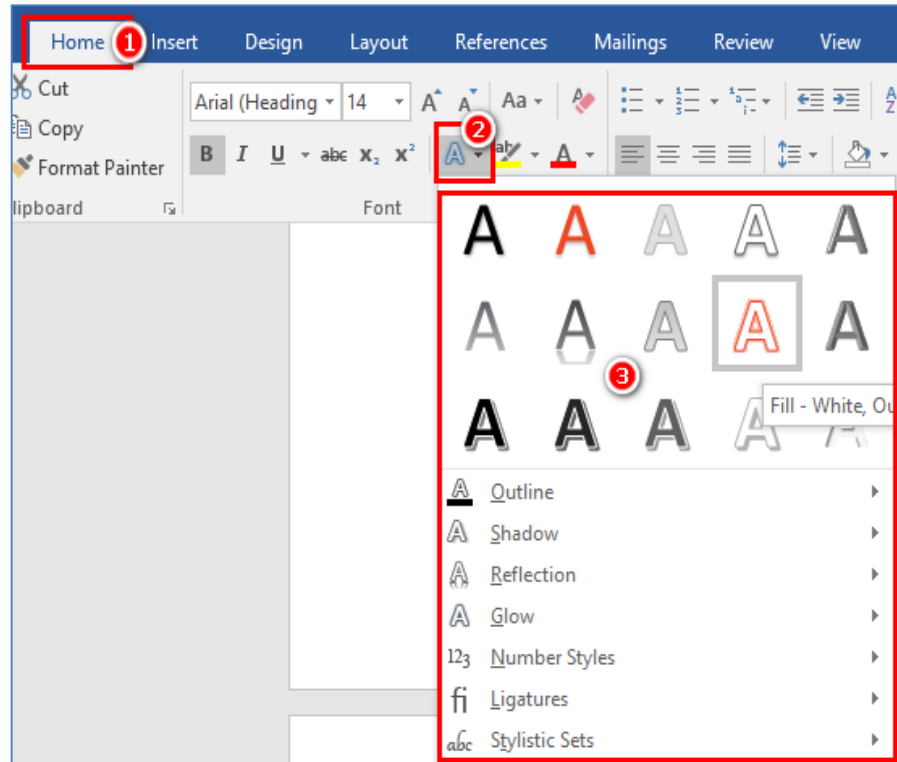 Home 1 Insert Design Layout References Mailings Review View
Cut
Arial (Heading 14 A A Aa
Copy
2
B I U abc X₂ X² A ab A
Format Painter
lipboard Font
A A A A A
A A A A A
3
Fill - White, Ou
A A A A A
Outline
Shadow
Reflection
Glow
123 Number Styles
fi Ligatures
abc Stylistic Sets